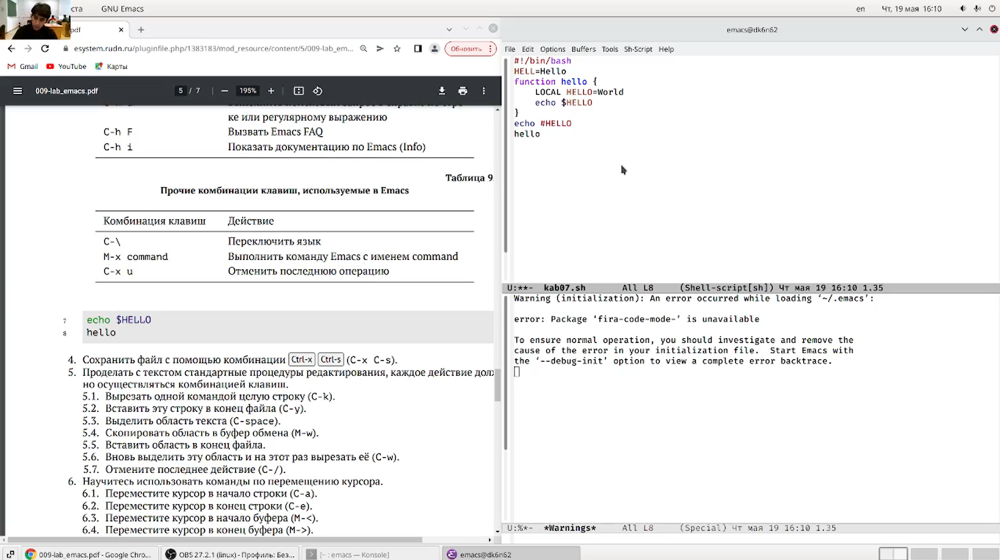 ста GNU Emacs en Чт, 19 мая 16:10
pdf
esystem.rudn.ru/pluginfile.php/1383183/mod_resource/content/5/009-lab_em... Обновить
Gmail YouTube Карты
009-lab_emacs.pdf 5 / 7 195%
ке или регулярному выражению
C-h F Вызвать Emacs FAQ
C-h i Показать документацию по Emacs (Info)
Таблица 9.
Прочие комбинации клавиш, используемые в Emacs
Комбинация клавиш Действие
C-\ Переключить язык
M-x command Выполнить команду Emacs с именем command
C-x u Отменить последнюю операцию
7 echo $HELLO
8 hello
4. Сохранить файл с помощью комбинации Ctrl-x Ctrl-s (C-x C-s).
5. Проделать с текстом стандартные процедуры редактирования, каждое действие дол
но осуществляться комбинацией клавиш.
5.1. Вырезать одной командой целую строку (C-k).
5.2. Вставить эту строку в конец файла (C-y).
5.3. Выделить область текста (C-space).
5.4. Скопировать область в буфер обмена (M-w).
5.5. Вставить область в конец файла.
5.6. Вновь выделить эту область и на этот раз вырезать её (C-w).
5.7. Отмените последнее действие (C-/).
6. Научитесь использовать команды по перемещению курсора.
6.1. Переместите курсор в начало строки (C-a).
6.2. Переместите курсор в конец строки (C-e).
6.3. Переместите курсор в начало буфера (M-<).
6.4. Переместите курсор в конец буфера (M->).
emacs@dk6n62
File Edit Options Buffers Tools Sh-Script Help
#!/bin/bash
HELL=Hello
function hello {
LOCAL HELLO=World
echo $HELLO
}
echo #HELLO
hello
U:**- kab07.sh All L8 (Shell-script[sh]) Чт мая 19 16:10 1.35
Warning (initialization): An error occurred while loading ‘~/.emacs’:
error: Package ‘fira-code-mode-’ is unavailable
To ensure normal operation, you should investigate and remove the
cause of the error in your initialization file. Start Emacs with
the ‘--debug-init’ option to view a complete error backtrace.
U:%*- *Warnings* All L8 (Special) Чт мая 19 16:10 1.35
009-lab_emacs.pdf - Google Chro... OBS 27.2.1 (linux) - Профиль: Без... [~ : emacs — Konsole] emacs@dk6n62